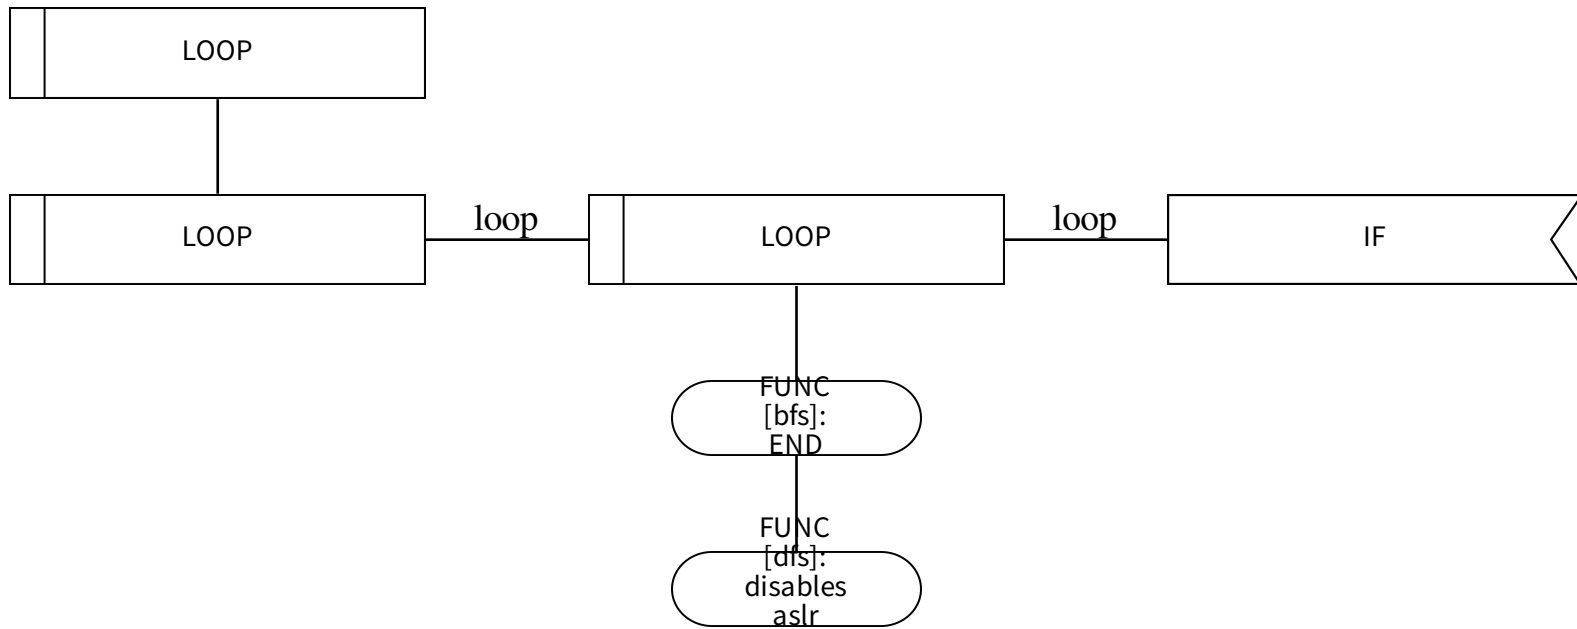 LOOP
LOOP
loop
LOOP
loop
IF
FUNC
[bfs]:
END
FUNC
[dfs]:
disables
aslr